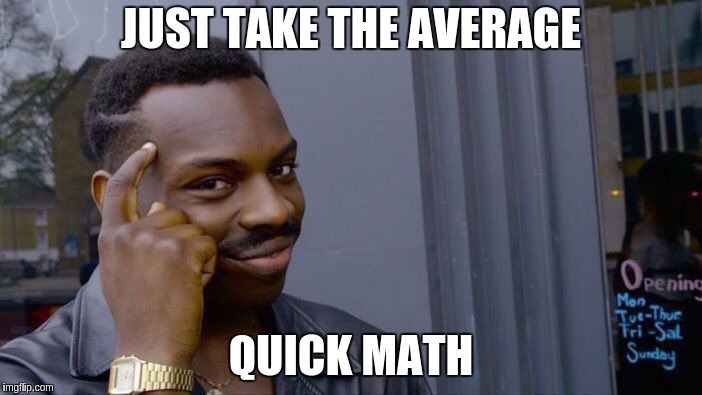 JUST TAKE THE AVERAGE
Opening
Mon
Tue-Thur
Fri-Sat
Sunday
QUICK MATH
imgflip.com